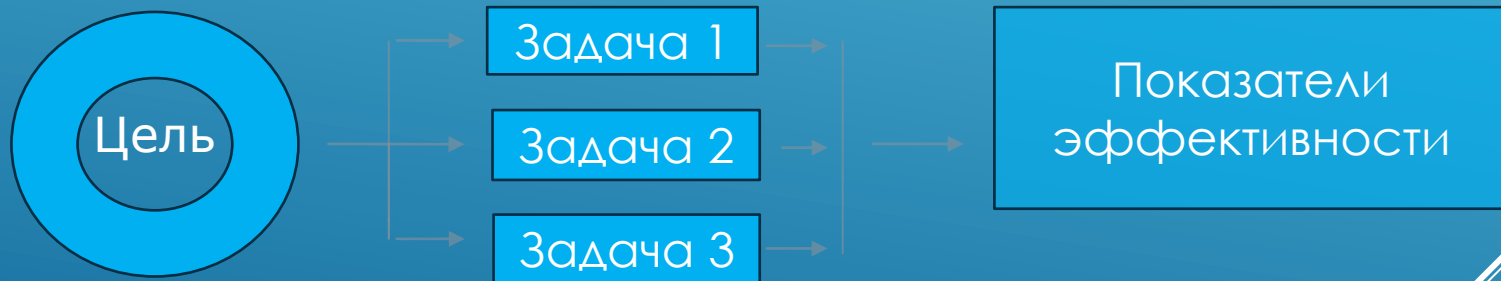 Цель
Задача 1
Задача 2
Задача 3
Показатели
эффективности